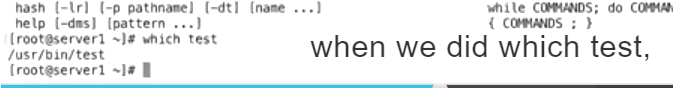 hash [-lr] [-p pathname] [-dt] [name ...] while COMMANDS; do COMMAN
help [-dms] [pattern ...] { COMMANDS ; }
[root@server1 ~]# which test
/usr/bin/test
[root@server1 ~]#
when we did which test,